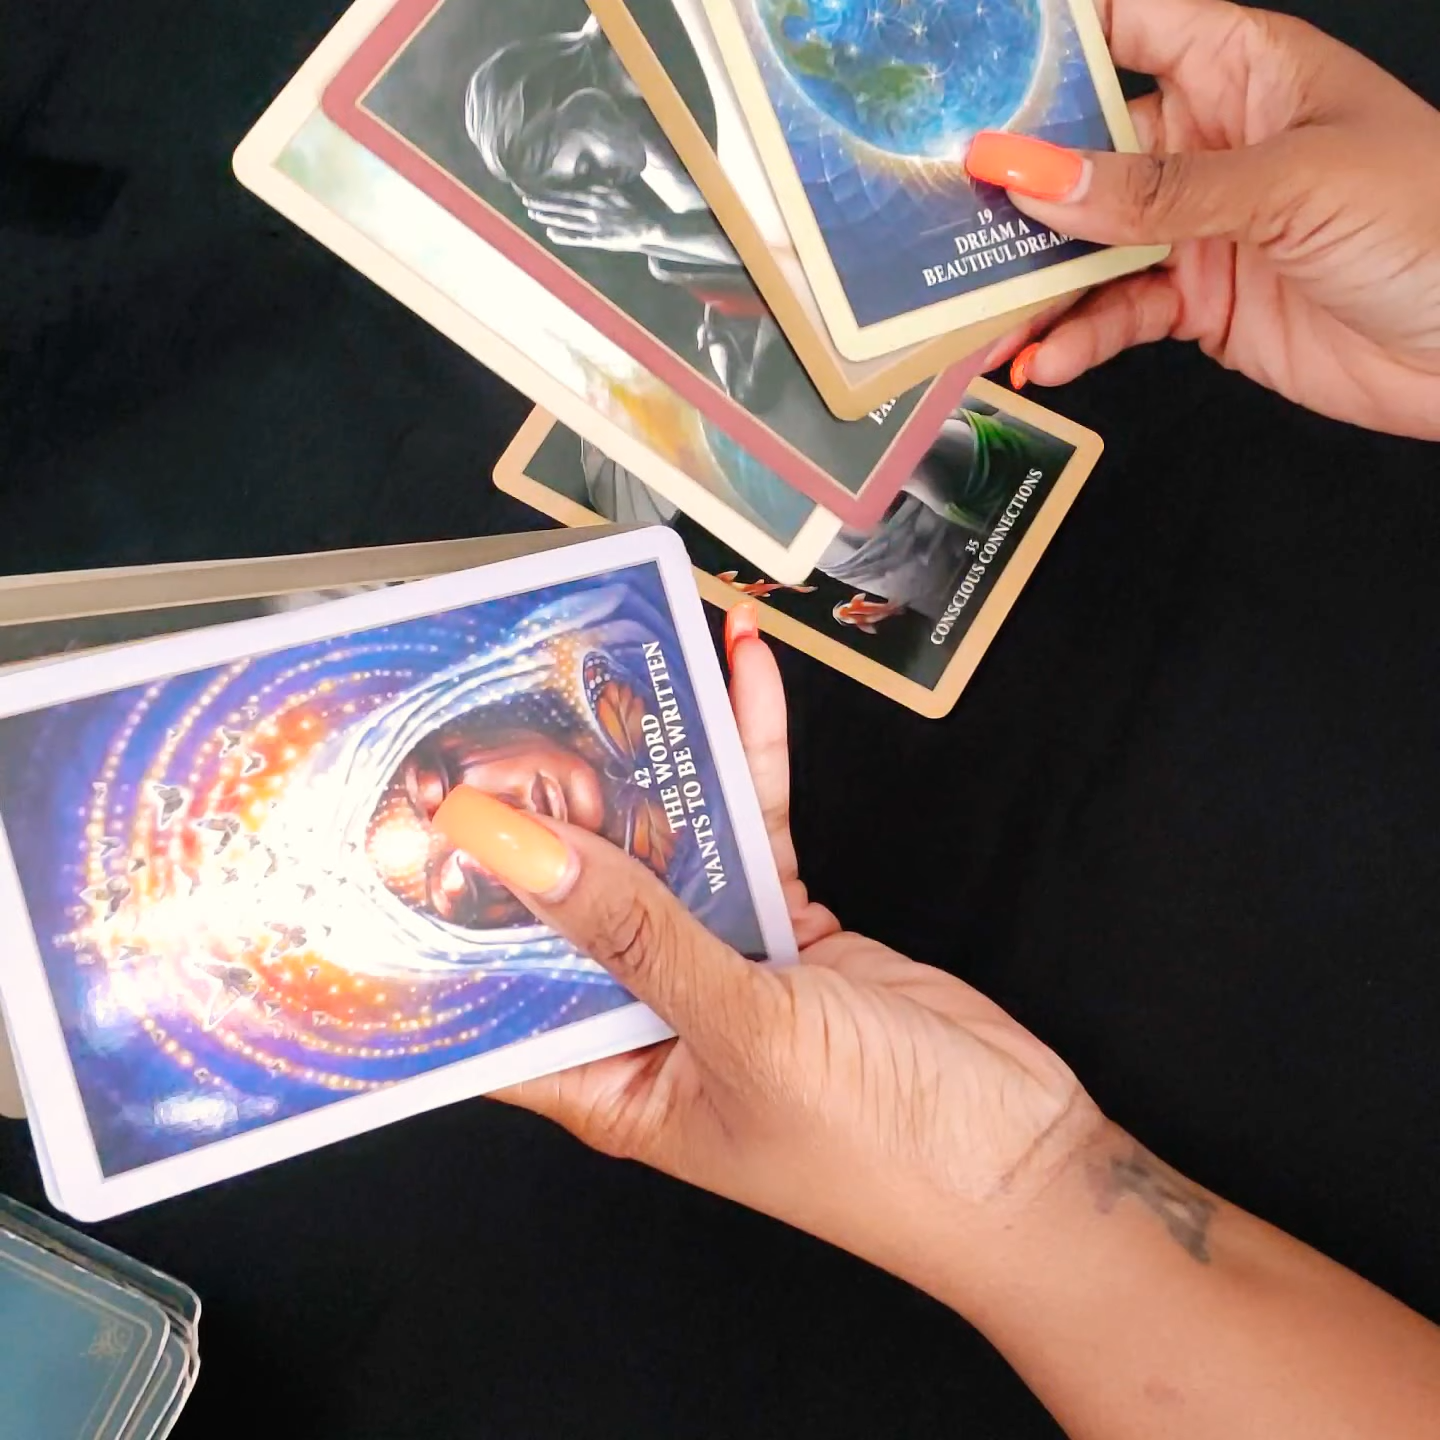 19
DREAM A
BEAUTIFUL DREAM
35
CONSCIOUS CONNECTIONS
42
THE WORD
WANTS TO BE WRITTEN